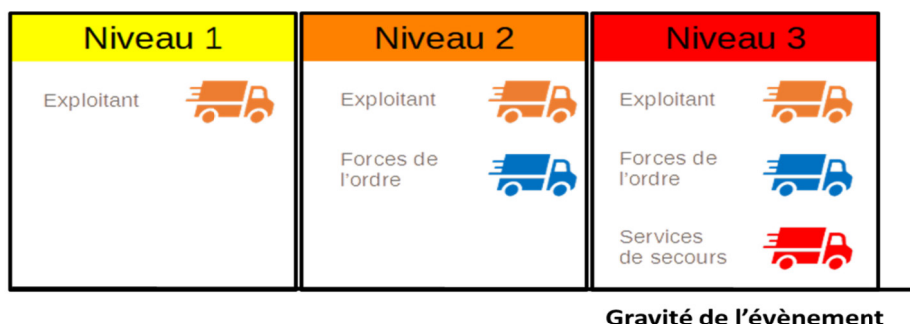 Niveau 1
Exploitant
Niveau 2
Exploitant
Forces de
l'ordre
Niveau 3
Exploitant
Forces de
l'ordre
Services
de secours
Gravité de l'évènement